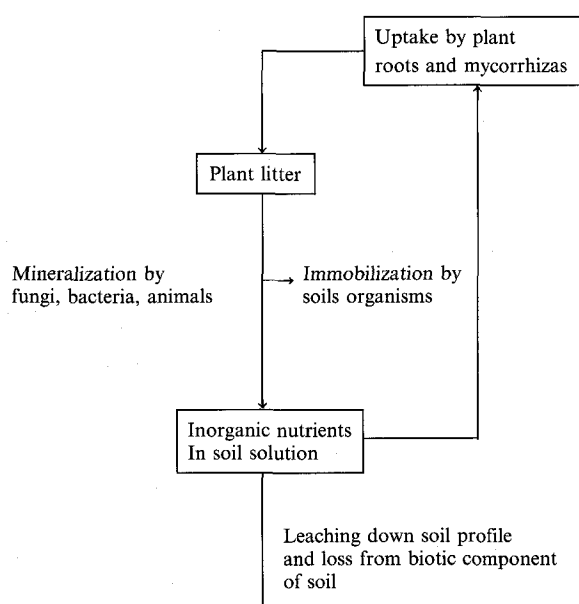 Uptake by plant
roots and mycorrhizas
Plant litter
Mineralization by
fungi, bacteria, animals
Immobilization by
soils organisms
Inorganic nutrients
In soil solution
Leaching down soil profile
and loss from biotic component
of soil